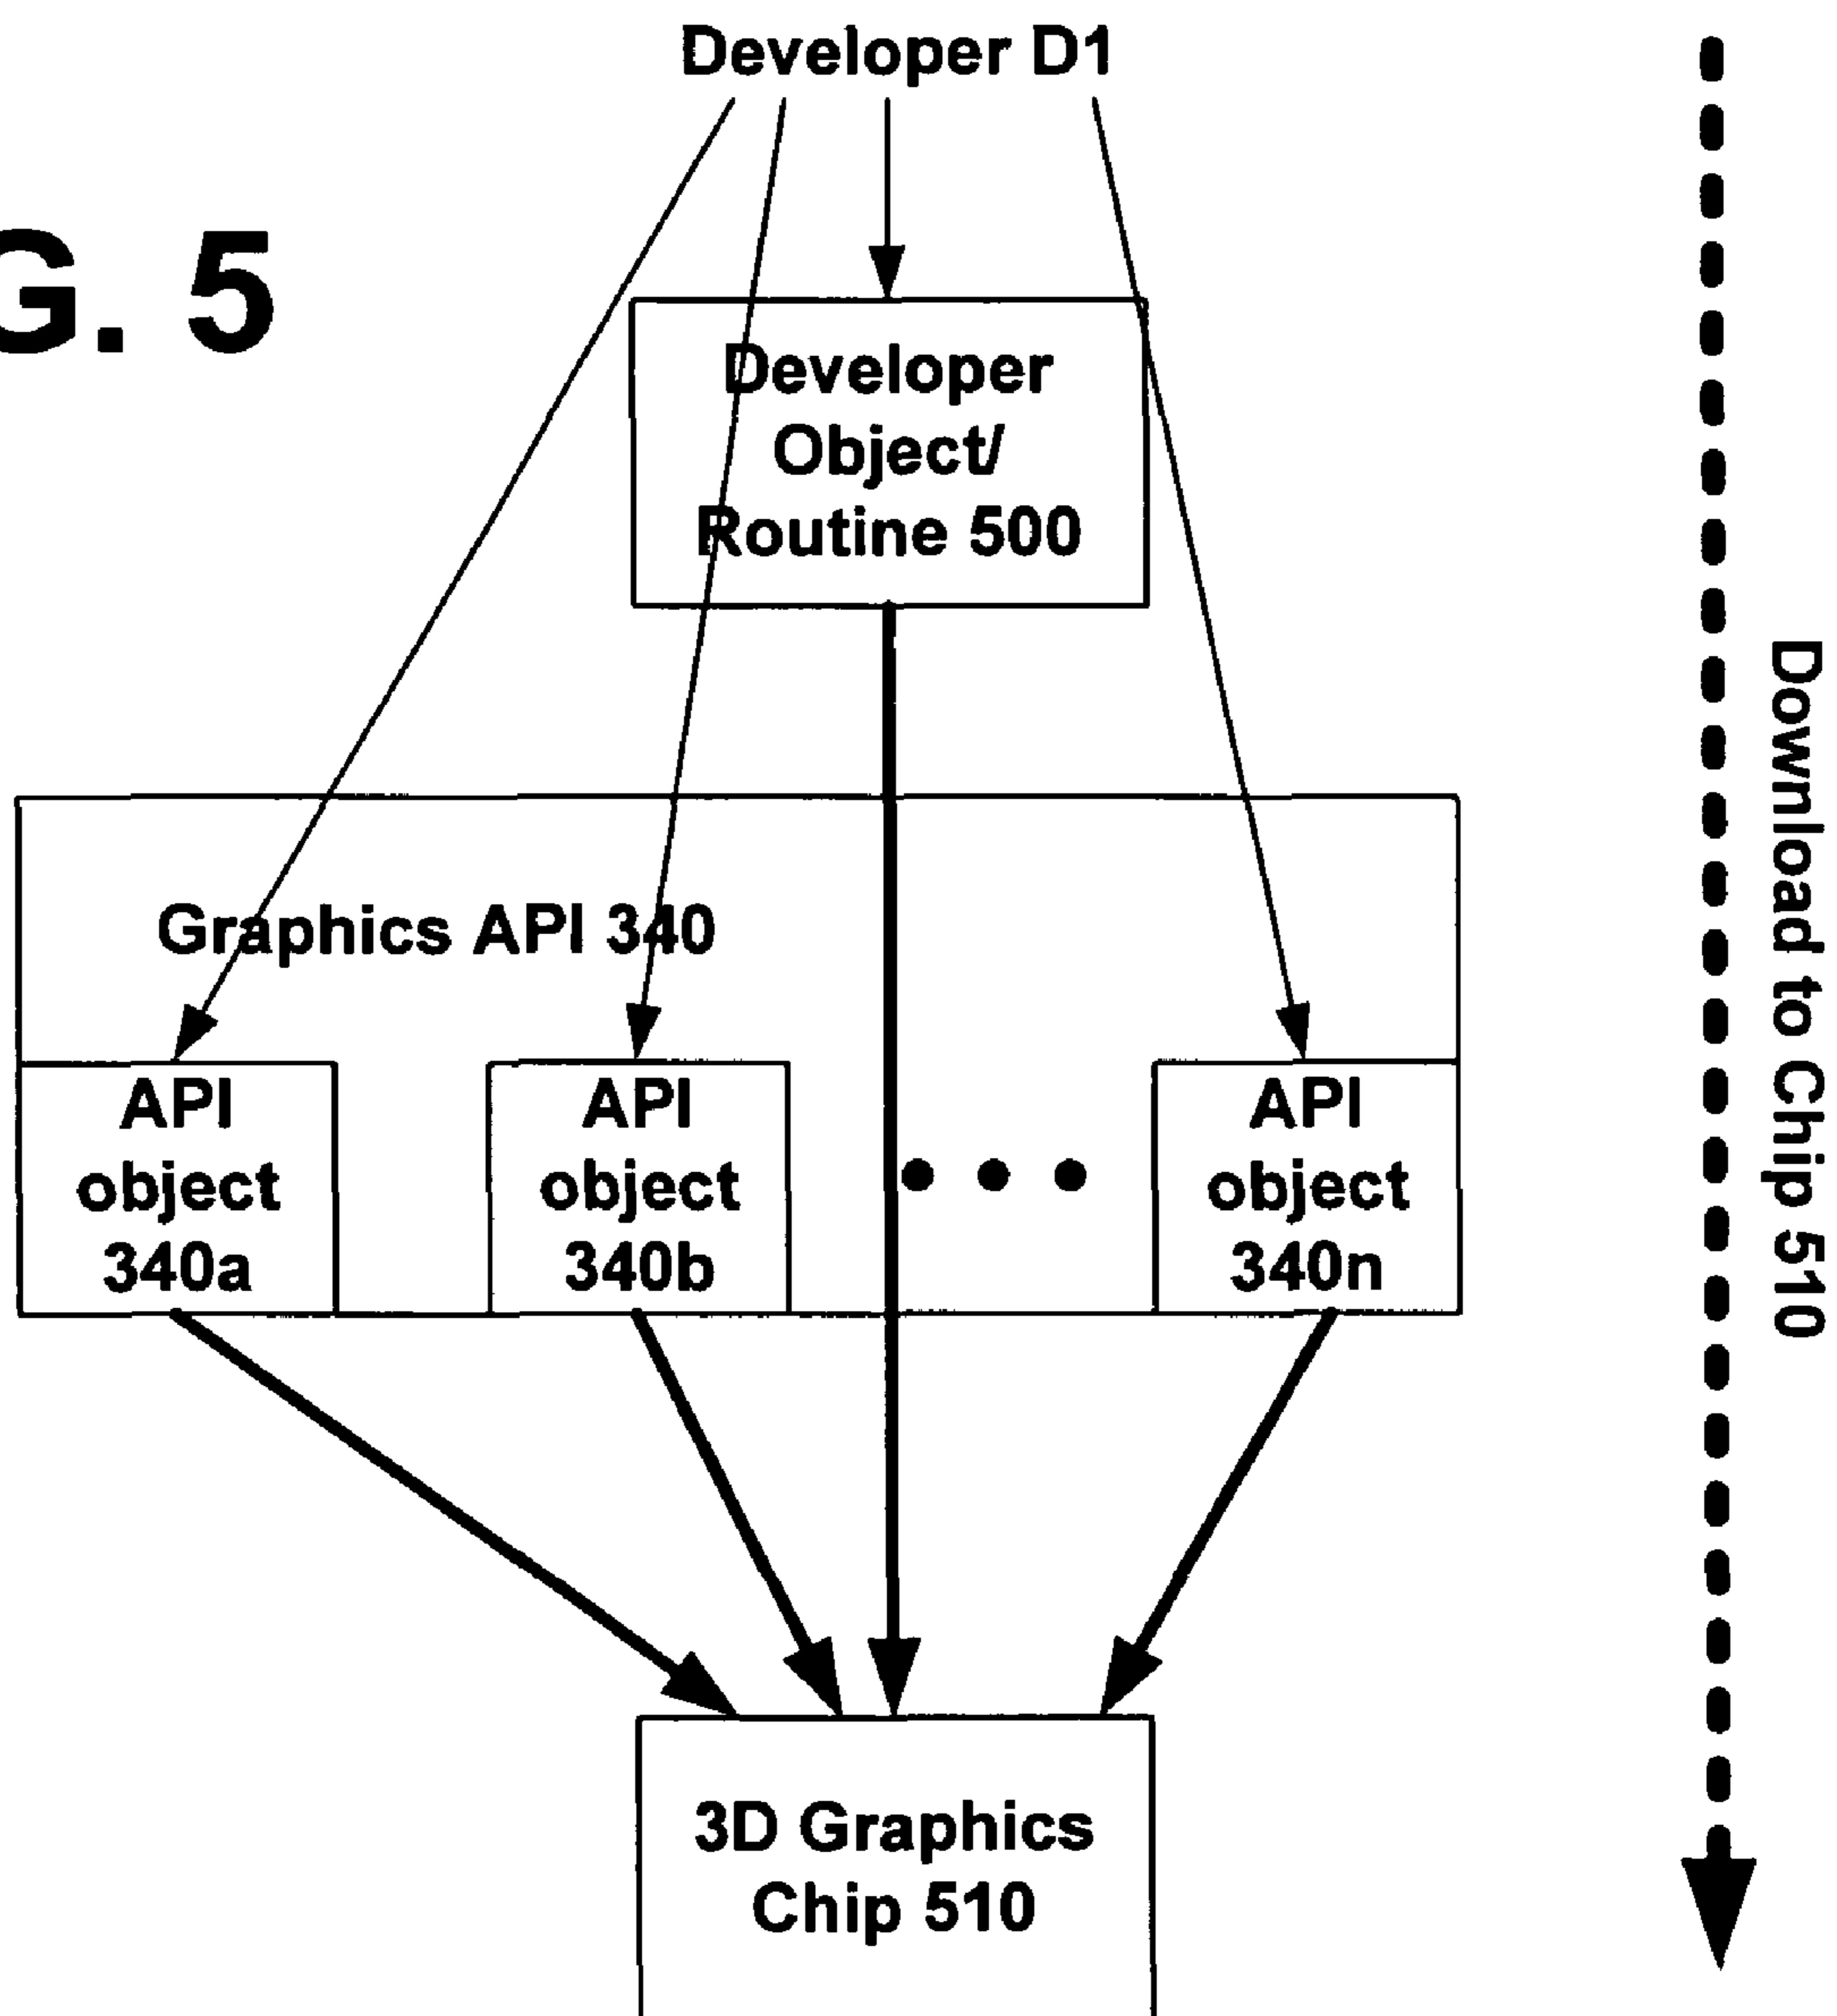 Developer D1
G. 5
Developer
Object/
Routine 500
Graphics API 340
API
object
340a
API
object
340b
API
object
340n
3D Graphics
Chip 510
Download to Chip 510